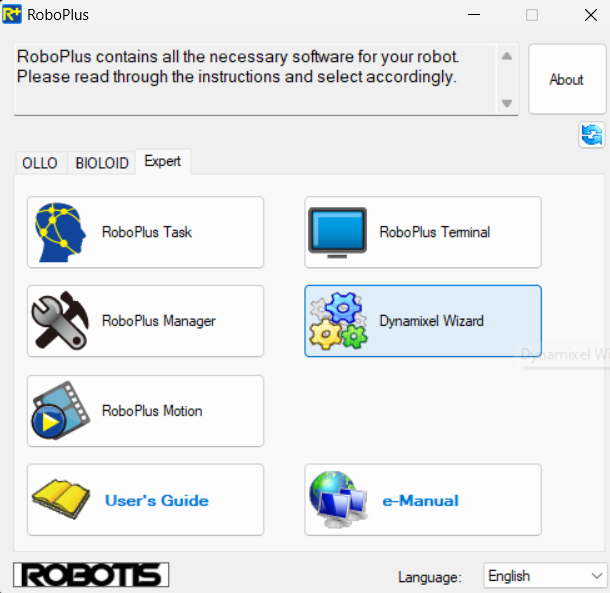 R+ RoboPlus
RoboPlus contains all the necessary software for your robot.
Please read through the instructions and select accordingly.
About
OLLO BIOLOID Expert
RoboPlus Task
RoboPlus Terminal
RoboPlus Manager
Dynamixel Wizard
Dynamixel Wi
RoboPlus Motion
User's Guide
e-Manual
ROBOTIS
Language: English